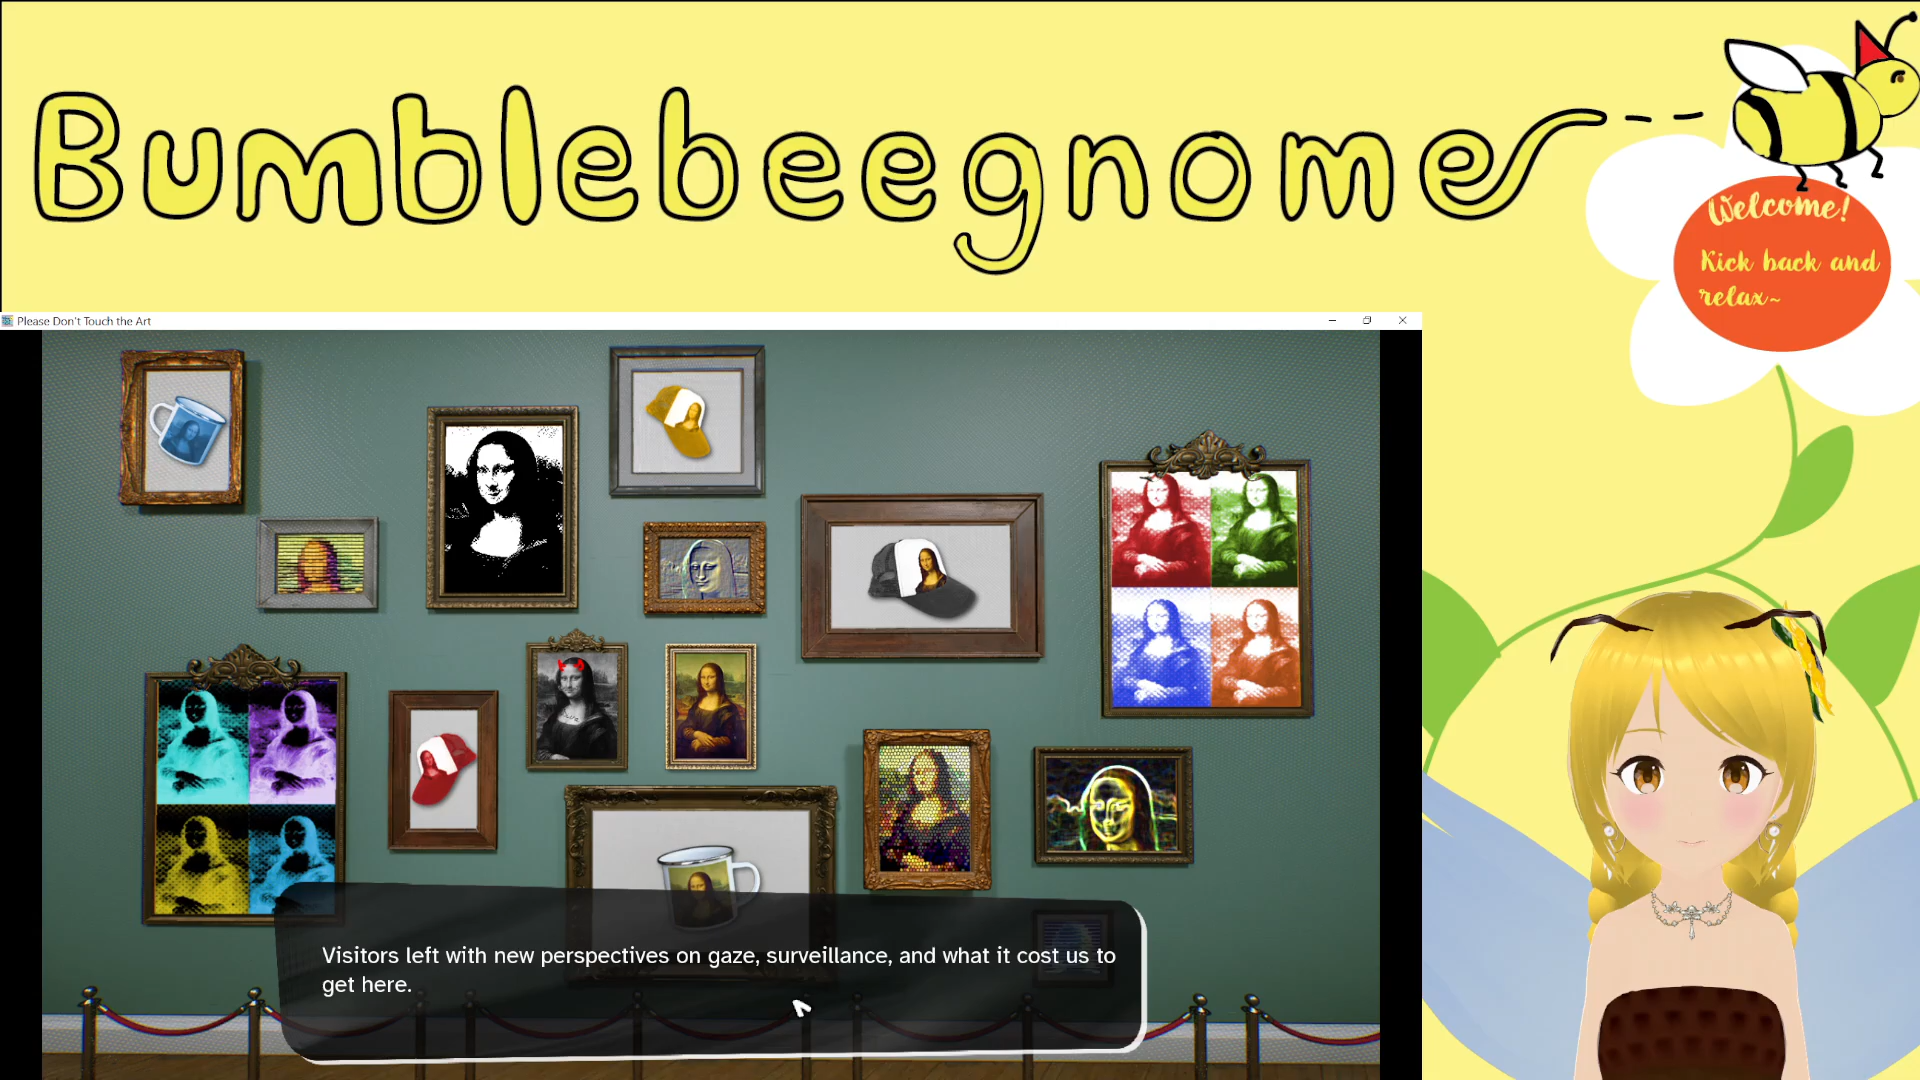 Bumblebeegnome
Welcome!
Kick back and
relax~
Please Don't Touch the Art
Visitors left with new perspectives on gaze, surveillance, and what it cost us to
get here.